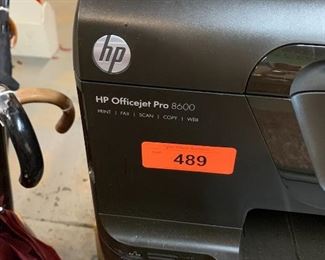 hp
HP Officejet Pro 8600
PRINT | FAX | SCAN | COPY | WEB
489